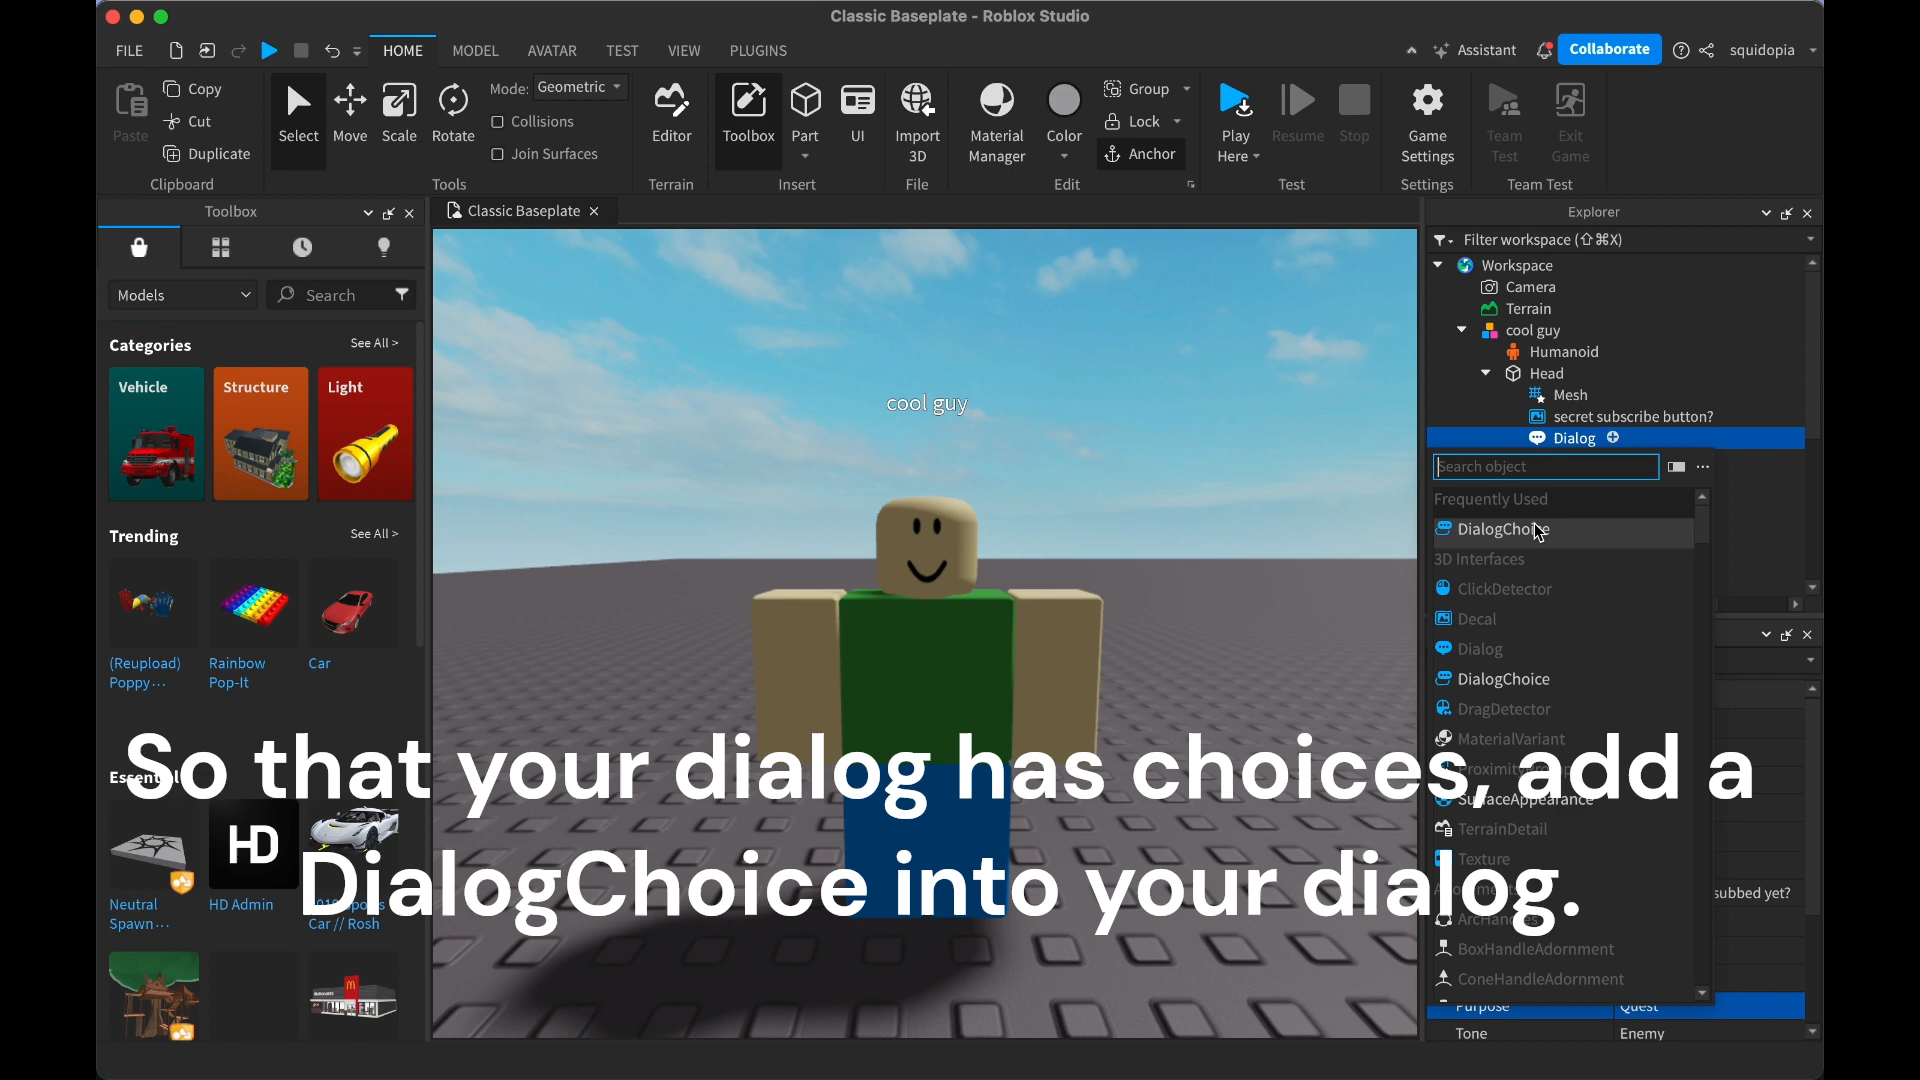 Classic Baseplate - Roblox Studio
FILE
HOME
MODEL
AVATAR
TEST
VIEW
PLUGINS
Assistant
Collaborate
squidopia
Paste
Copy
Cut
Duplicate
Clipboard
Select
Move
Scale
Rotate
Mode: Geometric
Collisions
Join Surfaces
Tools
Editor
Terrain
Toolbox
Part
UI
Insert
Import
3D
File
Material
Manager
Color
Group
Lock
Anchor
Edit
Play
Here
Resume
Stop
Test
Game
Settings
Settings
Team
Test
Exit
Game
Team Test
Toolbox
Models
Search
Categories
See All >
Vehicle
Structure
Light
Trending
See All >
(Reupload)
Poppy...
Rainbow
Pop-It
Car
HD
Neutral
Spawn...
HD Admin
Car // Rosh
Classic Baseplate
cool guy
So that your dialog has choices, add a
DialogChoice into your dialog.
Explorer
Filter workspace (⇧⌘X)
Workspace
Camera
Terrain
cool guy
Humanoid
Head
Mesh
secret subscribe button?
Dialog
Search object
Frequently Used
DialogChoice
3D Interfaces
ClickDetector
Decal
Dialog
DialogChoice
DragDetector
MaterialVariant
SurfaceAppearance
TerrainDetail
Texture
ArcHandles
BoxHandleAdornment
ConeHandleAdornment
subbed yet?
Purpose
Quest
Tone
Enemy